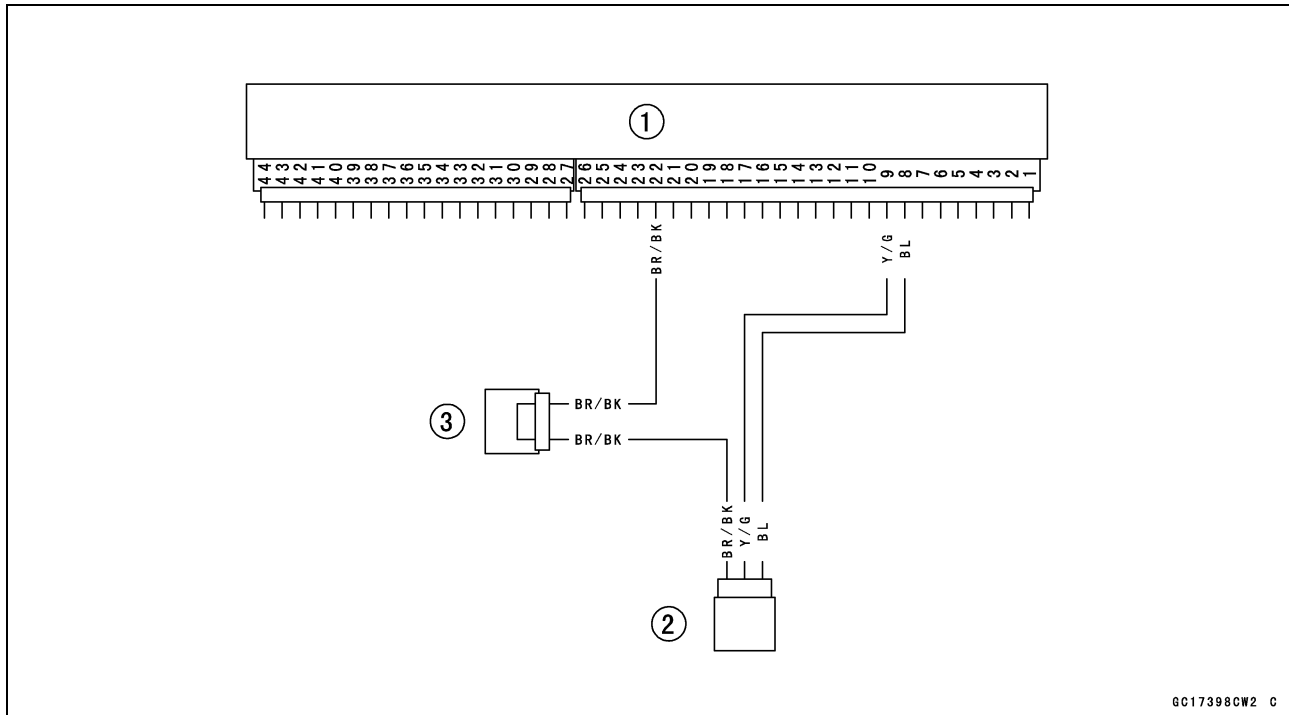 ①
44 43 42 41 40 39 38 37 36 35 34 33 32 31 30 29 28 27 26 25 24 23 22 21 20 19 18 17 16 15 14 13 12 11 10 9 8 7 6 5 4 3 2 1
BR/BK
Y/G
BL
③
BR/BK
BR/BK
BR/BK
Y/G
BL
②
GC17398CW2 C